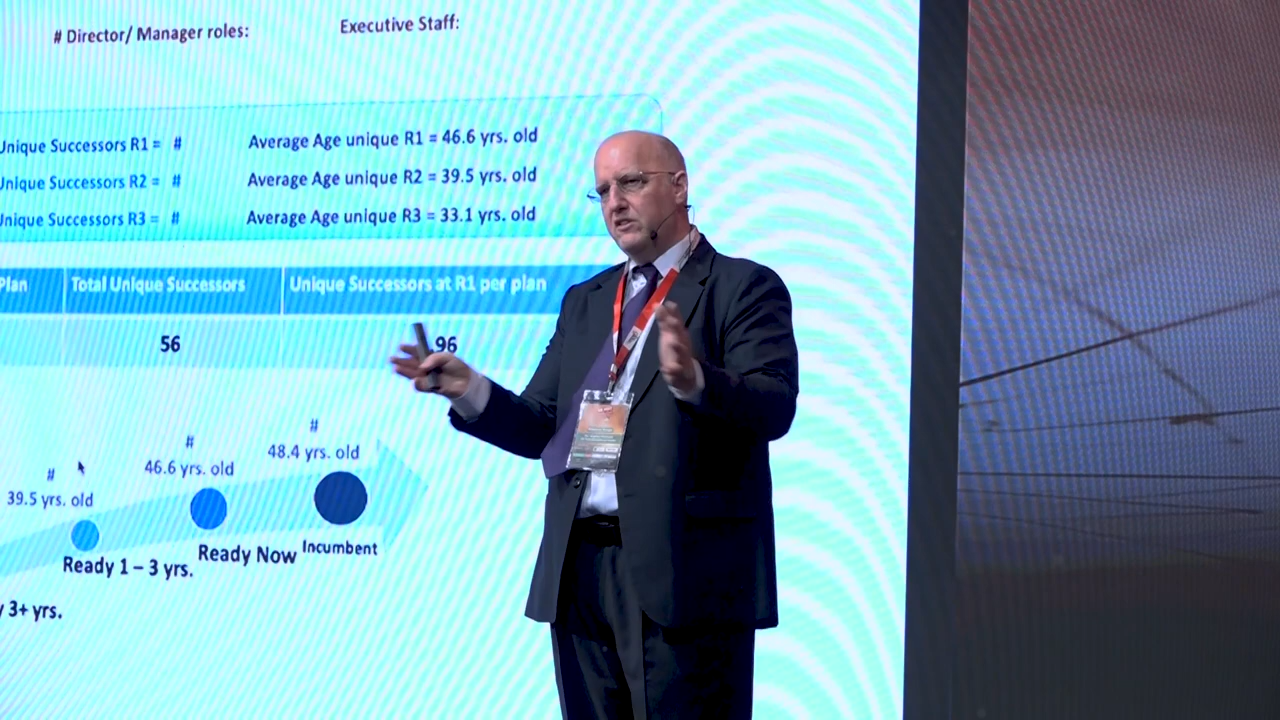 # Director/ Manager roles:
Executive Staff:
Unique Successors R1 = #
Average Age unique R1 = 46.6 yrs. old
Unique Successors R2 = #
Average Age unique R2 = 39.5 yrs. old
Unique Successors R3 = #
Average Age unique R3 = 33.1 yrs. old
Plan
Total Unique Successors
Unique Successors at R1 per plan
56
96
#
48.4 yrs. old
#
46.6 yrs. old
#
39.5 yrs. old
Incumbent
Ready Now
Ready 1 – 3 yrs.
y 3+ yrs.